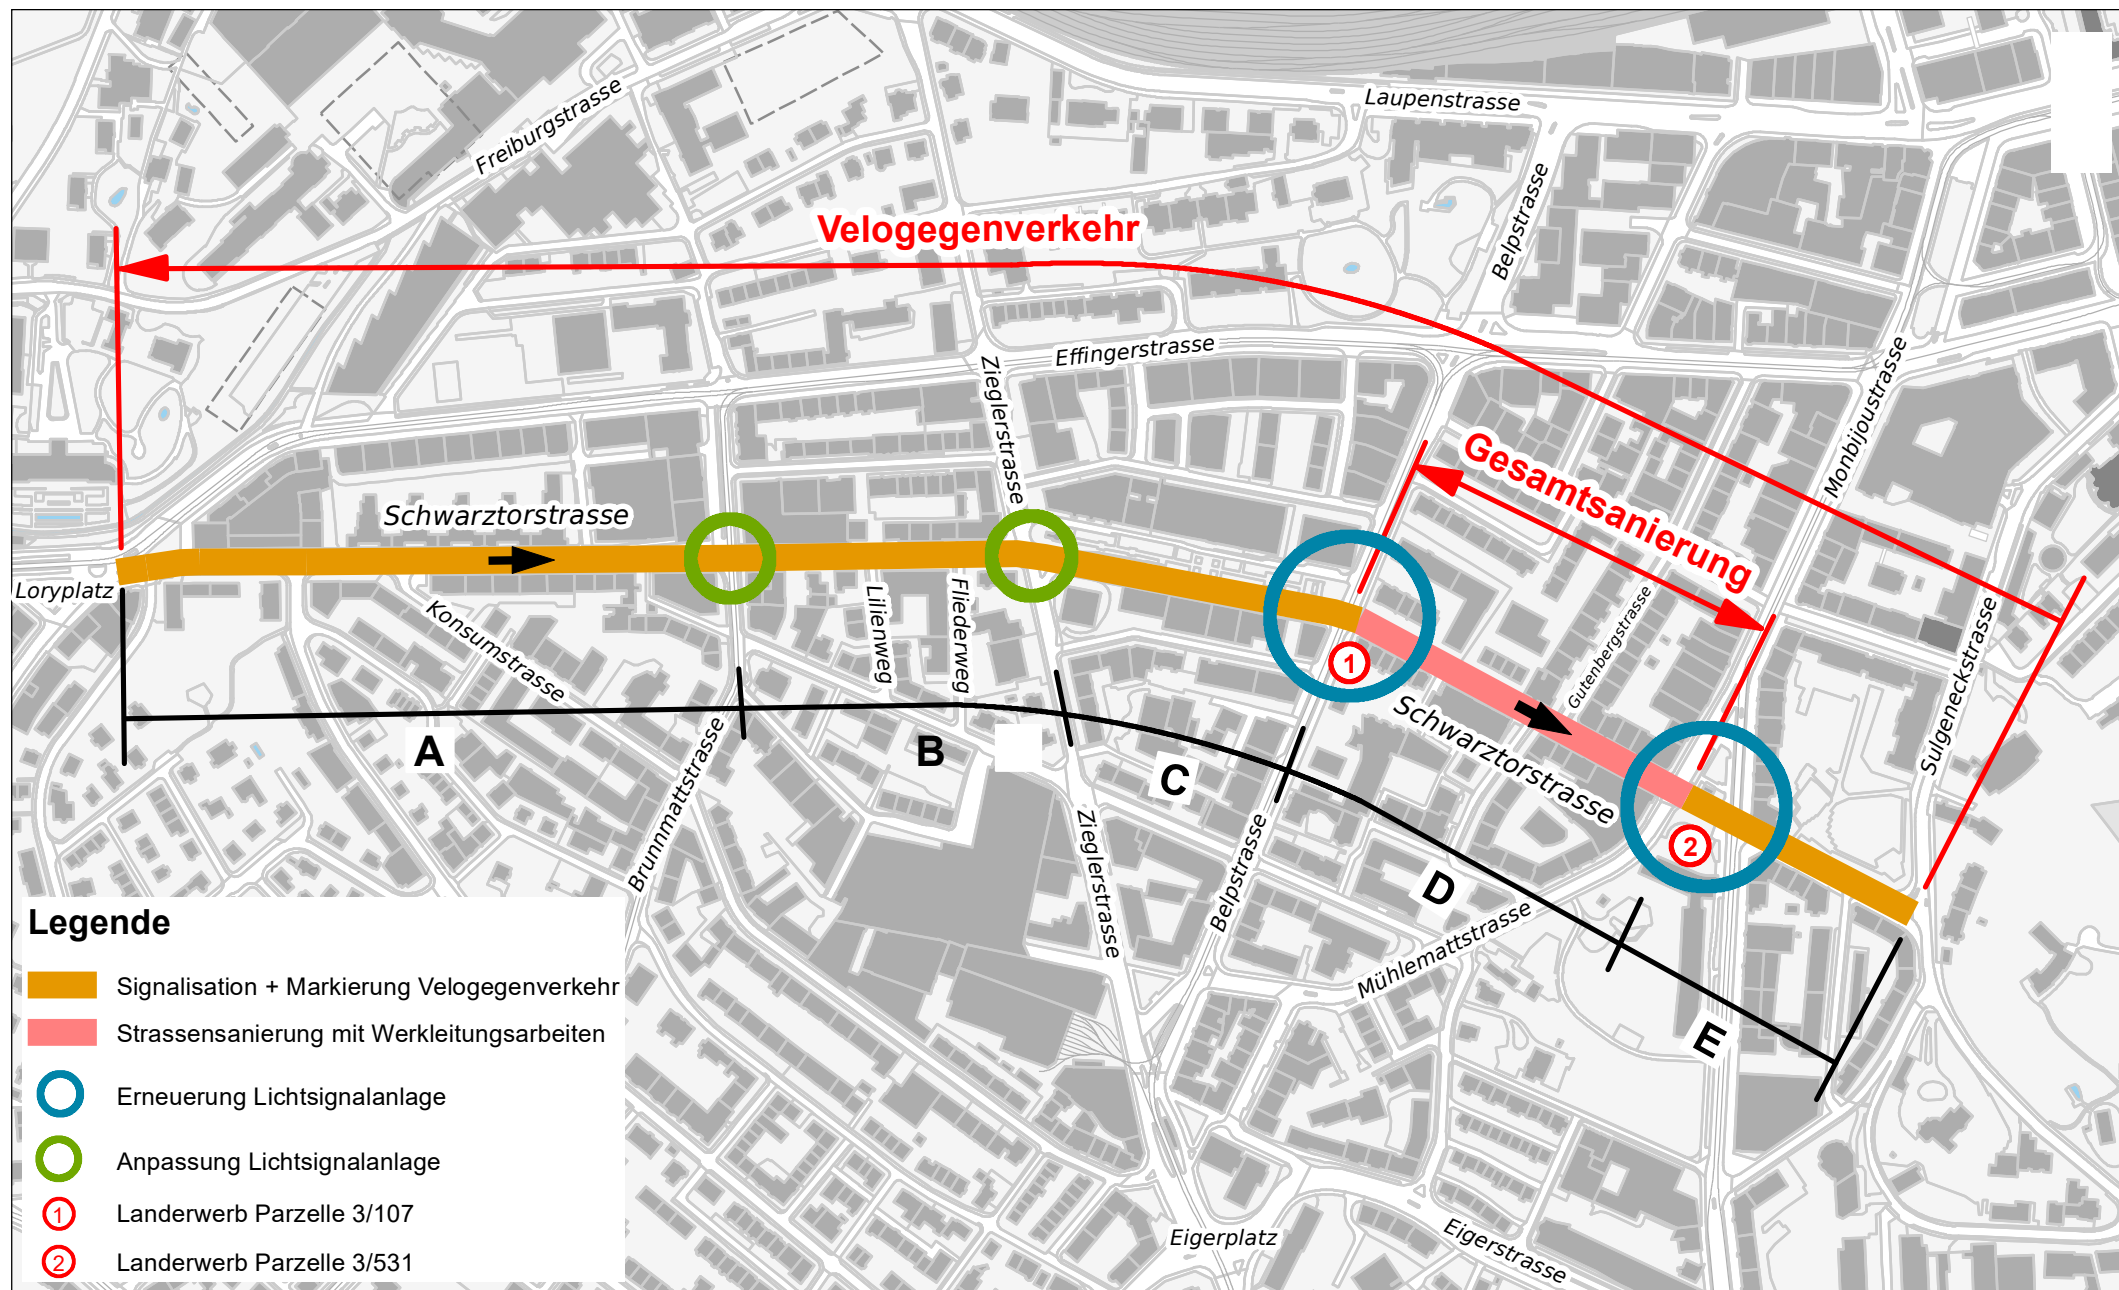 Laupenstrasse
Freiburgstrasse
Belpstrasse
Velogegenverkehr
Effingerstrasse
Zieglerstrasse
Monbijoustrasse
Gesamtsanierung
Schwarztorstrasse
Loryplatz
Konsumstrasse
Lilienweg
Fliederweg
1
Gutenbergstrasse
Sulgeneckstrasse
Schwarztorstrasse
A
B
C
D
E
2
Brunnmattstrasse
Zieglerstrasse
Belpstrasse
Mühlemattstrasse
Eigerplatz
Eigerstrasse
Legende
Signalisation + Markierung Velogegenverkehr
Strassensanierung mit Werkleitungsarbeiten
Erneuerung Lichtsignalanlage
Anpassung Lichtsignalanlage
1 Landerwerb Parzelle 3/107
2 Landerwerb Parzelle 3/531